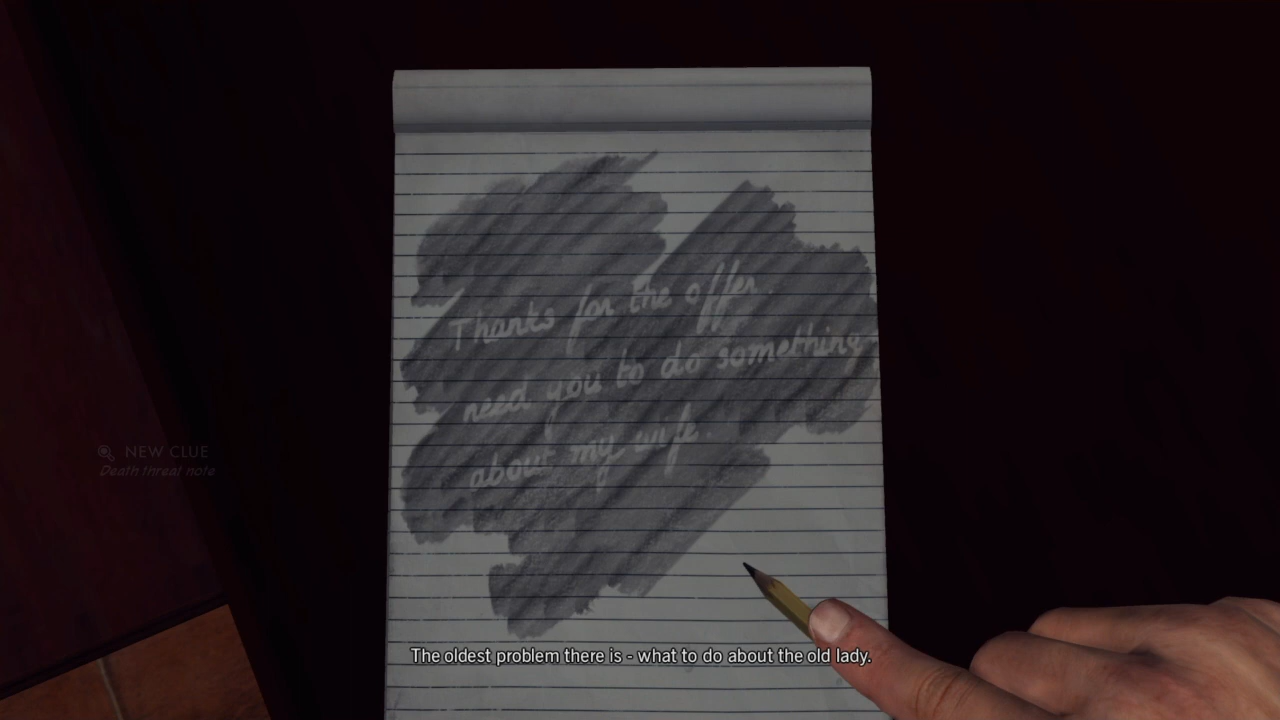 Thanks for the offer.
need you to do something
about my wife.
NEW CLUE
Death threat note
The oldest problem there is - what to do about the old lady.